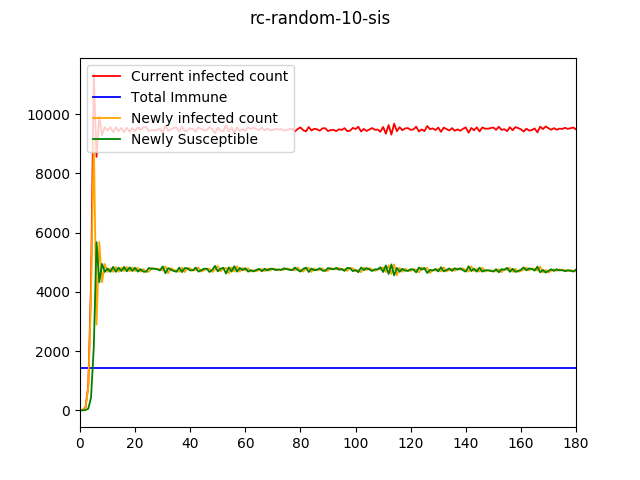 rc-random-10-sis
Current infected count
Total Immune
Newly infected count
Newly Susceptible
10000
8000
6000
4000
2000
0
0 20 40 60 80 100 120 140 160 180